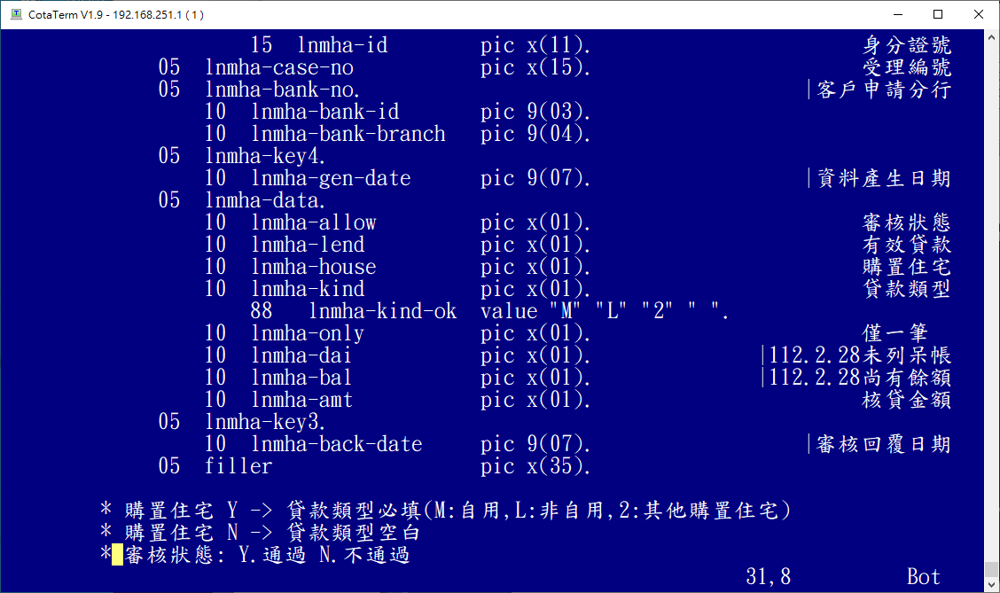 CotaTerm V1.9 - 192.168.251.1 ( 1 )
15 lnmha-id pic x(11). 身分證號
05 lnmha-case-no pic x(15). 受理編號
05 lnmha-bank-no. |客戶申請分行
10 lnmha-bank-id pic 9(03).
10 lnmha-bank-branch pic 9(04).
05 lnmha-key4.
10 lnmha-gen-date pic 9(07). |資料產生日期
05 lnmha-data.
10 lnmha-allow pic x(01). 審核狀態
10 lnmha-lend pic x(01). 有效貸款
10 lnmha-house pic x(01). 購置住宅
10 lnmha-kind pic x(01). 貸款類型
88 lnmha-kind-ok value "M" "L" "2" " ".
10 lnmha-only pic x(01). 僅一筆
10 lnmha-dai pic x(01). |112.2.28未列呆帳
10 lnmha-bal pic x(01). |112.2.28尚有餘額
10 lnmha-amt pic x(01). 核貸金額
05 lnmha-key3.
10 lnmha-back-date pic 9(07). |審核回覆日期
05 filler pic x(35).
* 購置住宅 Y -> 貸款類型必填(M:自用,L:非自用,2:其他購置住宅)
* 購置住宅 N -> 貸款類型空白
* 審核狀態: Y.通過 N.不通過
31,8 Bot